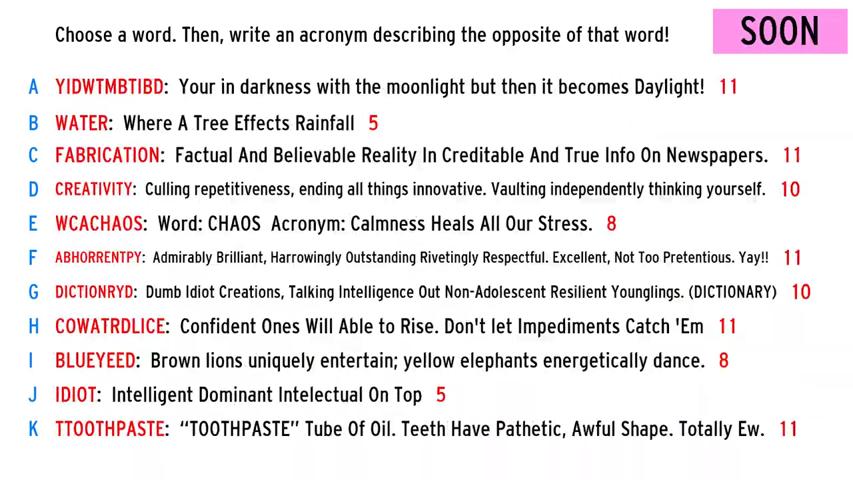 Choose a word. Then, write an acronym describing the opposite of that word!
SOON
A YIDWTMBTIBD: Your in darkness with the moonlight but then it becomes Daylight! 11
B WATER: Where A Tree Effects Rainfall 5
C FABRICATION: Factual And Believable Reality In Creditable And True Info On Newspapers. 11
D CREATIVITY: Culling repetitiveness, ending all things innovative. Vaulting independently thinking yourself. 10
E WCACHAOS: Word: CHAOS Acronym: Calmness Heals All Our Stress. 8
F ABHORRENTPY: Admirably Brilliant, Harrowingly Outstanding Rivetingly Respectful. Excellent, Not Too Pretentious. Yay!! 11
G DICTIONRYD: Dumb Idiot Creations, Talking Intelligence Out Non-Adolescent Resilient Younglings. (DICTIONARY) 10
H COWATRDLICE: Confident Ones Will Able to Rise. Don't let Impediments Catch 'Em 11
I BLUEYEED: Brown lions uniquely entertain; yellow elephants energetically dance. 8
J IDIOT: Intelligent Dominant Intelectual On Top 5
K TTOOTHPASTE: “TOOTHPASTE” Tube Of Oil. Teeth Have Pathetic, Awful Shape. Totally Ew. 11